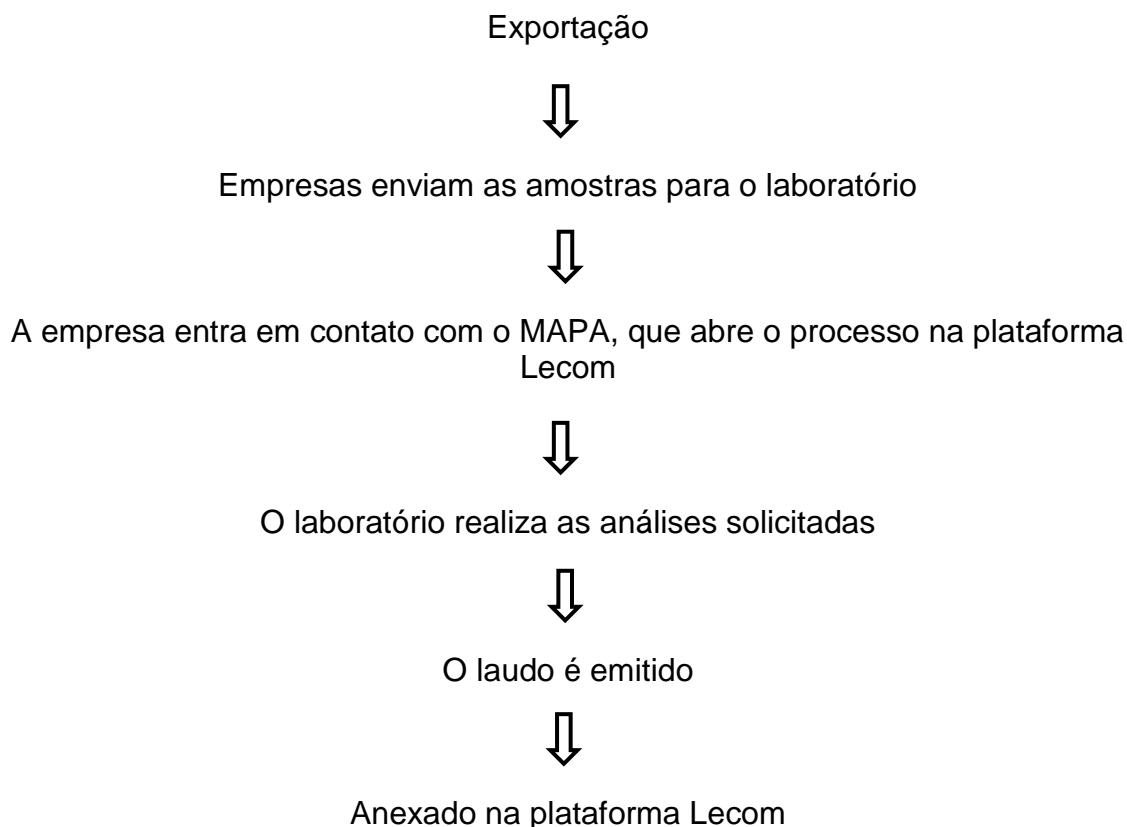 Exportação
Empresas enviam as amostras para o laboratório
A empresa entra em contato com o MAPA, que abre o processo na plataforma
Lecom
O laboratório realiza as análises solicitadas
O laudo é emitido
Anexado na plataforma Lecom